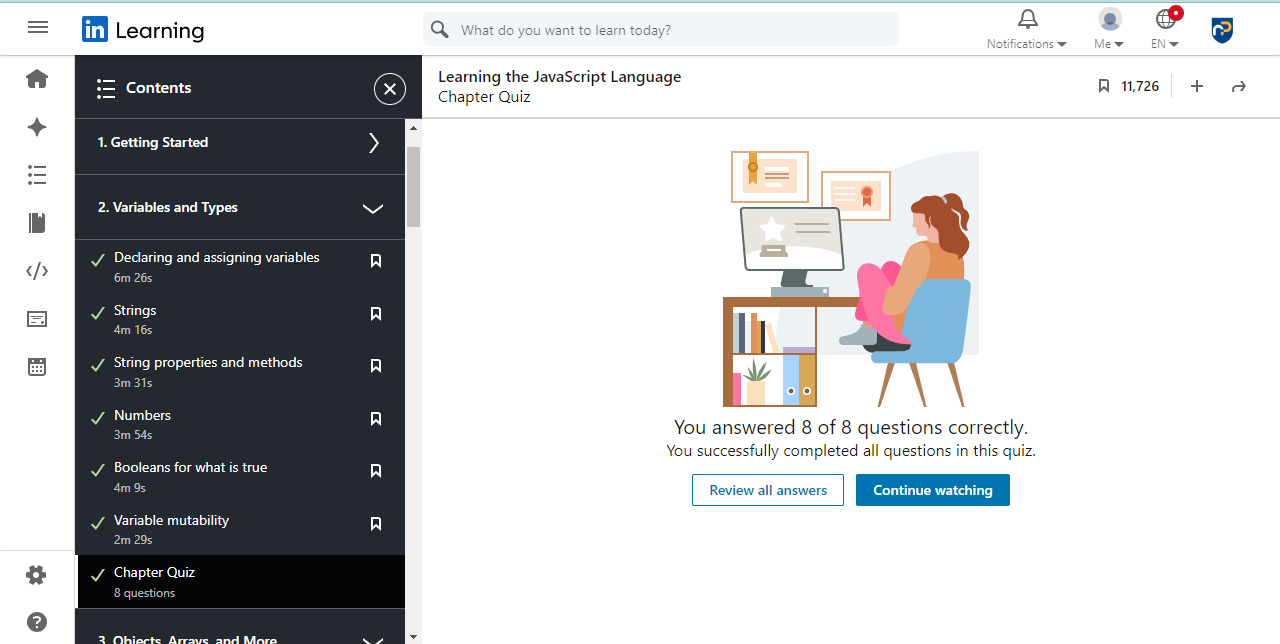 in Learning
What do you want to learn today?
Notifications
Me
EN
Contents
1. Getting Started
2. Variables and Types
Declaring and assigning variables
6m 26s
Strings
4m 16s
String properties and methods
3m 31s
Numbers
3m 54s
Booleans for what is true
4m 9s
Variable mutability
2m 29s
Chapter Quiz
8 questions
3. Objects, Arrays, and More
Learning the JavaScript Language
Chapter Quiz
11,726
You answered 8 of 8 questions correctly.
You successfully completed all questions in this quiz.
Review all answers
Continue watching